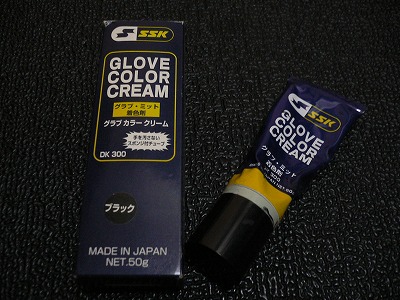 SSK
GLOVE
COLOR
CREAM
グラブ・ミット
着色剤
グラブ カラー クリーム
手を汚さない
スポンジ付チューブ
DK 300
ブラック
MADE IN JAPAN
NET.50g
SSK
GLOVE
COLOR
CREAM
グラブ・ミット
着色剤